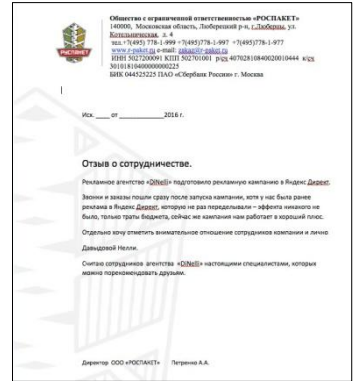 Общество с ограниченной ответственностью «РОСПАКЕТ»
140000, Московская область, Люберецкий р-н, г.Люберцы, ул.
Котельническая, д. 4
тел.+7(495) 778-1-999 +7(495)778-1-997 +7(495)778-1-977
www.r-paket.ru e-mail: zakaz@r-paket.ru
ИНН 5027200091 КПП 502701001 р/сч 40702810840020010444 к/сч
30101810400000000225
БИК 044525225 ПАО «Сбербанк России» г. Москва
РОСПАКЕТ
Исх. ____ от ____________2016 г.
Отзыв о сотрудничестве.
Рекламное агентство «DiNelli» подготовило рекламную кампанию в Яндекс Директ.
Звонки и заказы пошли сразу после запуска кампании, хотя у нас была ранее
реклама в Яндекс Директ, которую не раз переделывали – эффекта никакого не
было, только траты бюджета, сейчас же кампания нам работает в хороший плюс.
Отдельно хочу отметить внимательное отношение сотрудников компании и лично
Давыдовой Нелли.
Считаю сотрудников агентства «DiNelli» настоящими специалистами, которых
можно порекомендовать друзьям.
Директор ООО «РОСПАКЕТ» Петренко А.А.